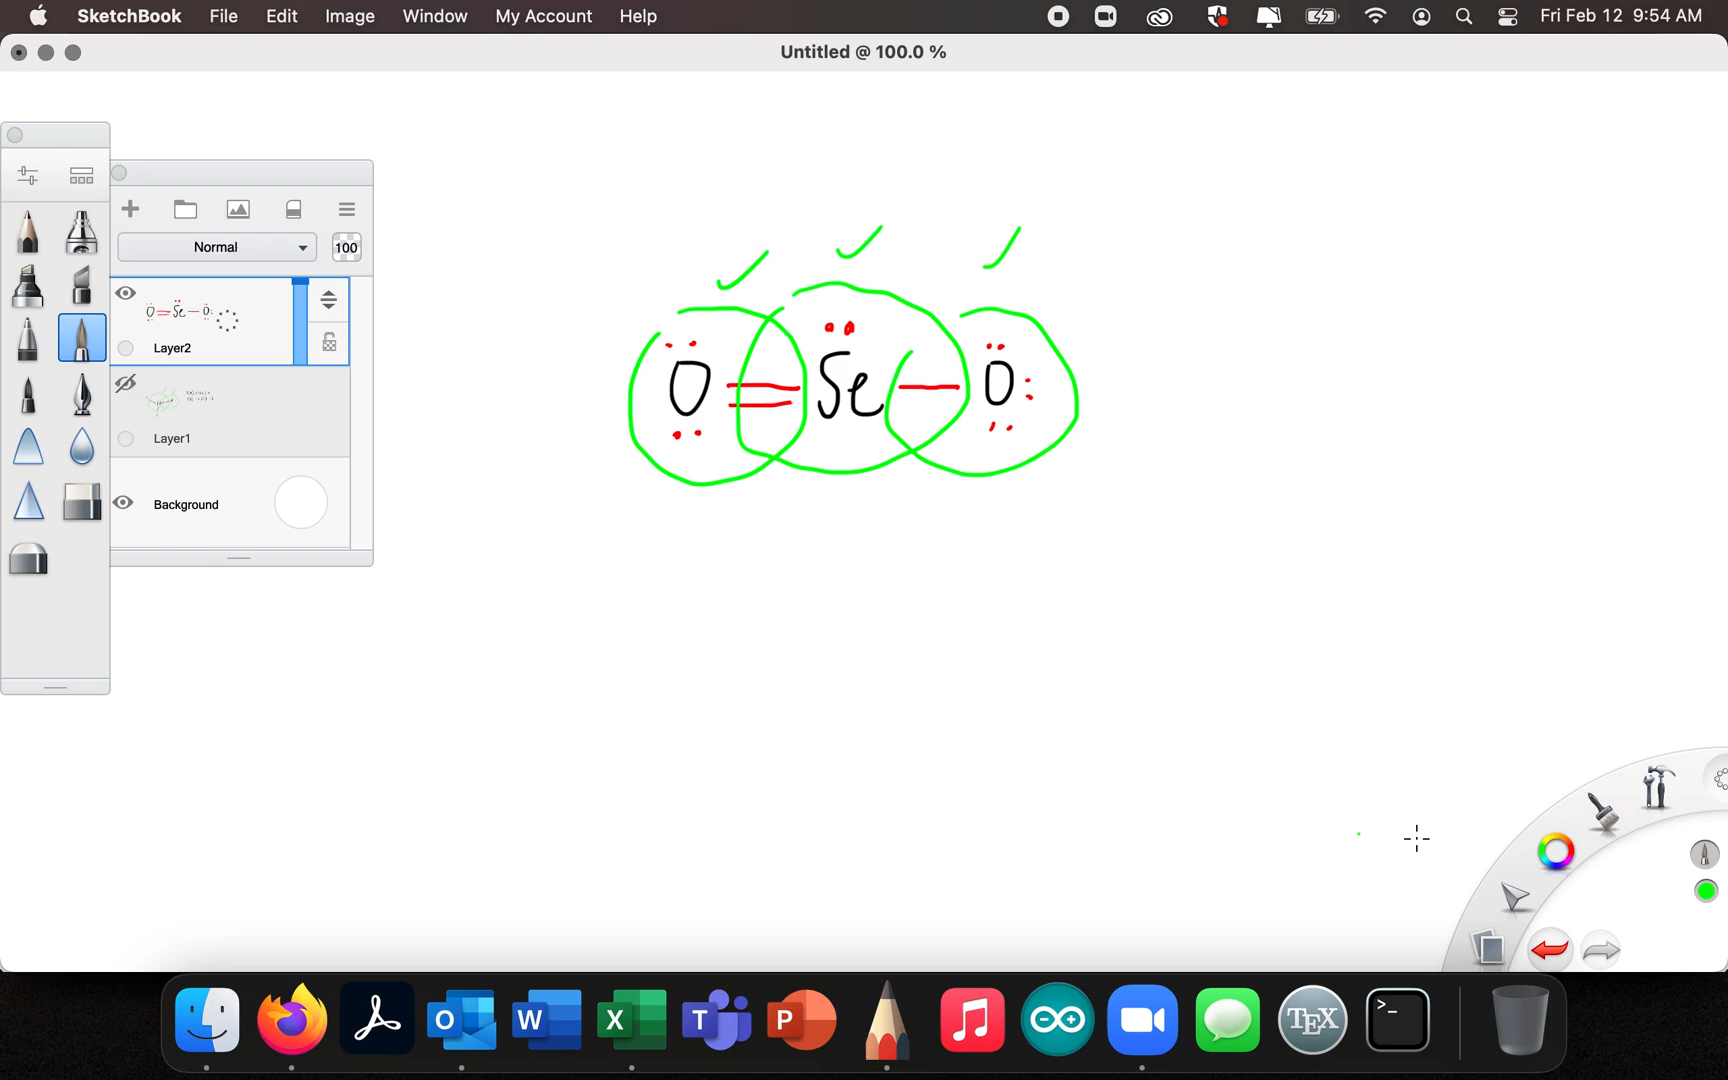 SketchBook File Edit Image Window My Account Help Fri Feb 12 9:54 AM
Untitled @ 100.0 %
Normal 100
O = Se - O
Layer2
Layer1
Background
O W X T P TEX >_